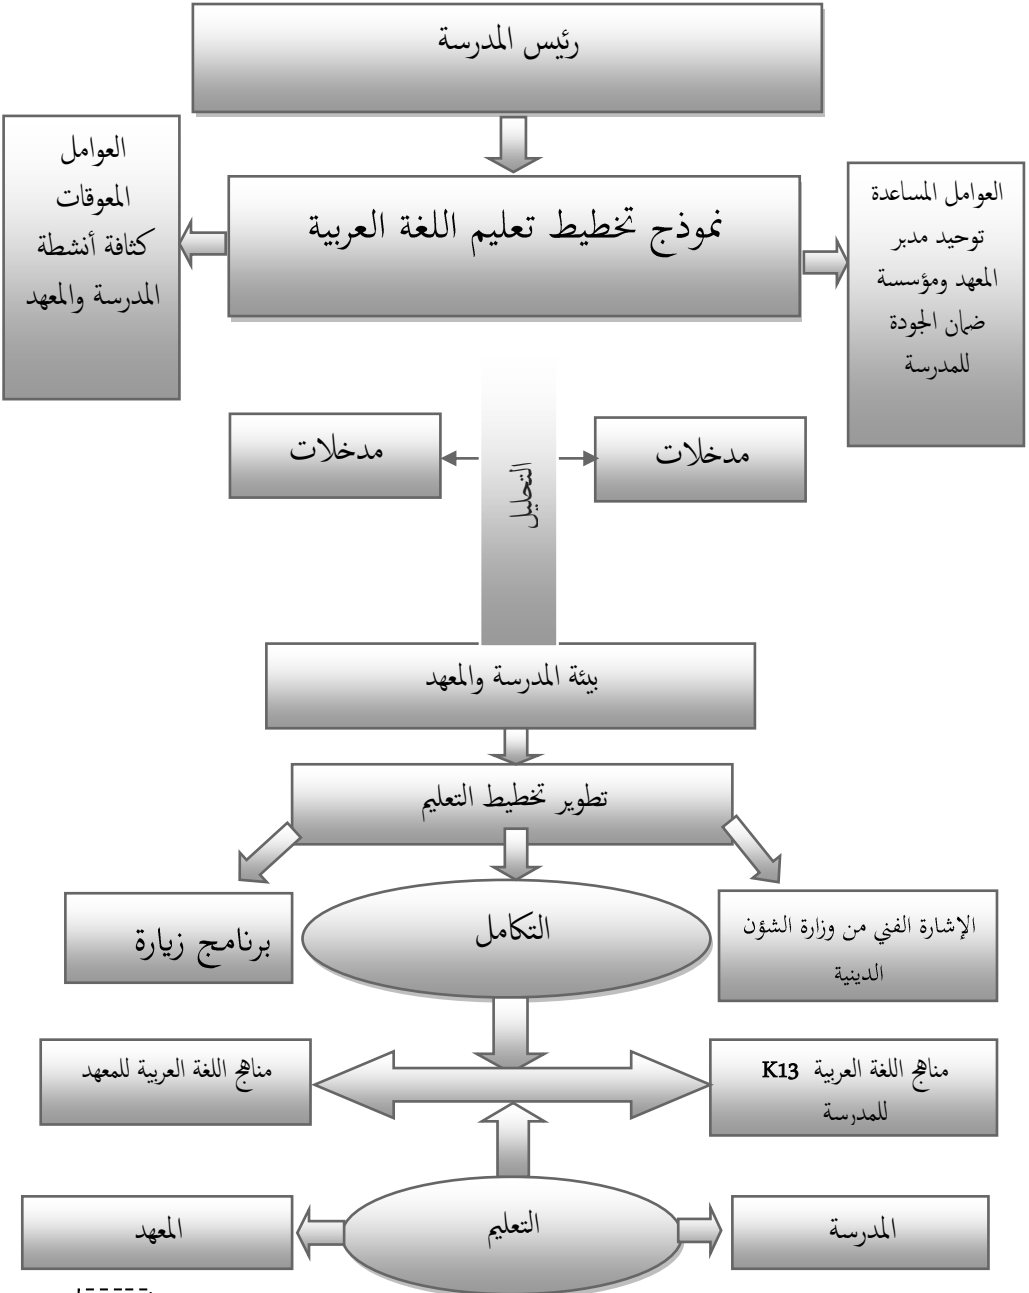 رئيس المدرسة
العوامل المساعدة
توحيد مدبر
المعهد ومؤسسة
ضمان الجودة
للمدرسة
نموذج تخطيط تعليم اللغة العربية
العوامل
المعوقات
كثافة أنشطة
المدرسة والمعهد
مدخلات
التحليل
مدخلات
بيئة المدرسة والمعهد
تطوير تخطيط التعليم
الإشارة الفني من وزارة الشؤن
الدينية
التكامل
برنامج زيارة
مناهج اللغة العربية K13
للمدرسة
مناهج اللغة العربية للمعهد
المدرسة
التعليم
المعهد